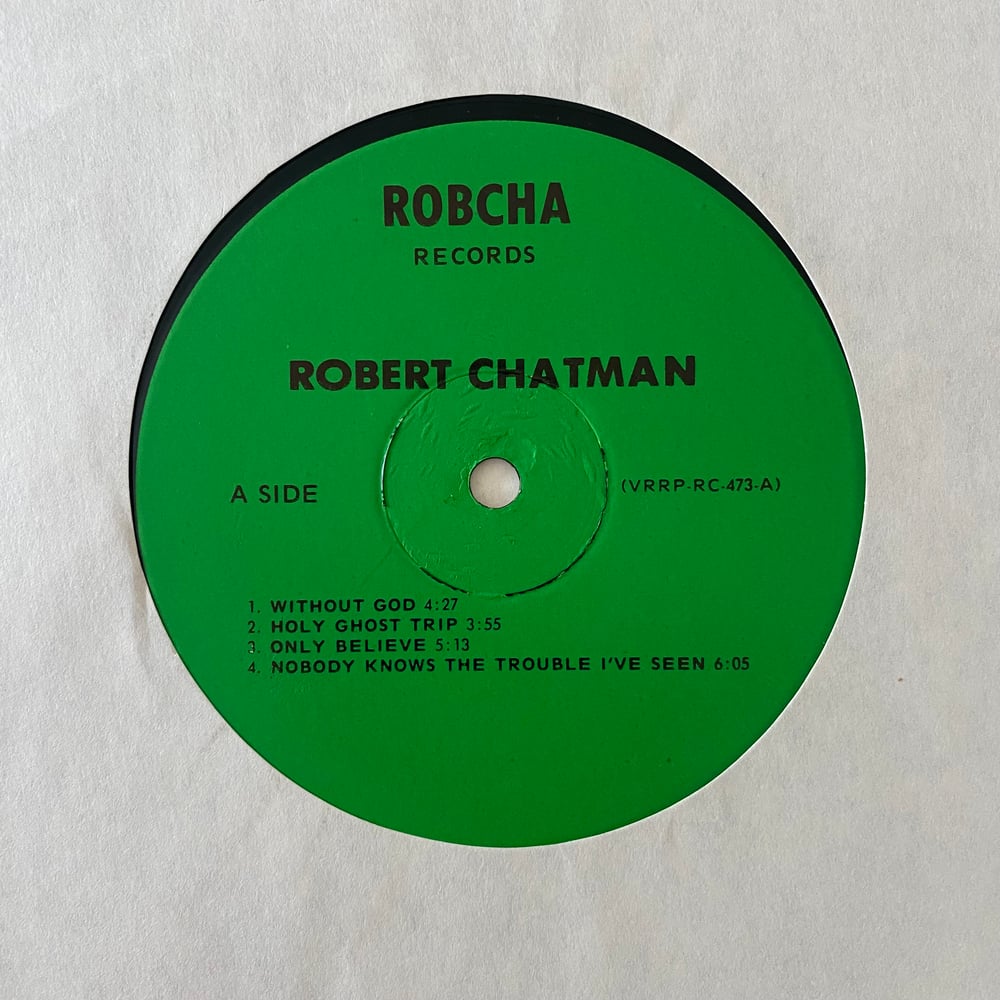 ROBCHA
RECORDS
ROBERT CHATMAN
A SIDE
(VRRP-RC-473-A)
1. WITHOUT GOD 4:27
2. HOLY GHOST TRIP 3:55
3. ONLY BELIEVE 5:13
4. NOBODY KNOWS THE TROUBLE I'VE SEEN 6:05